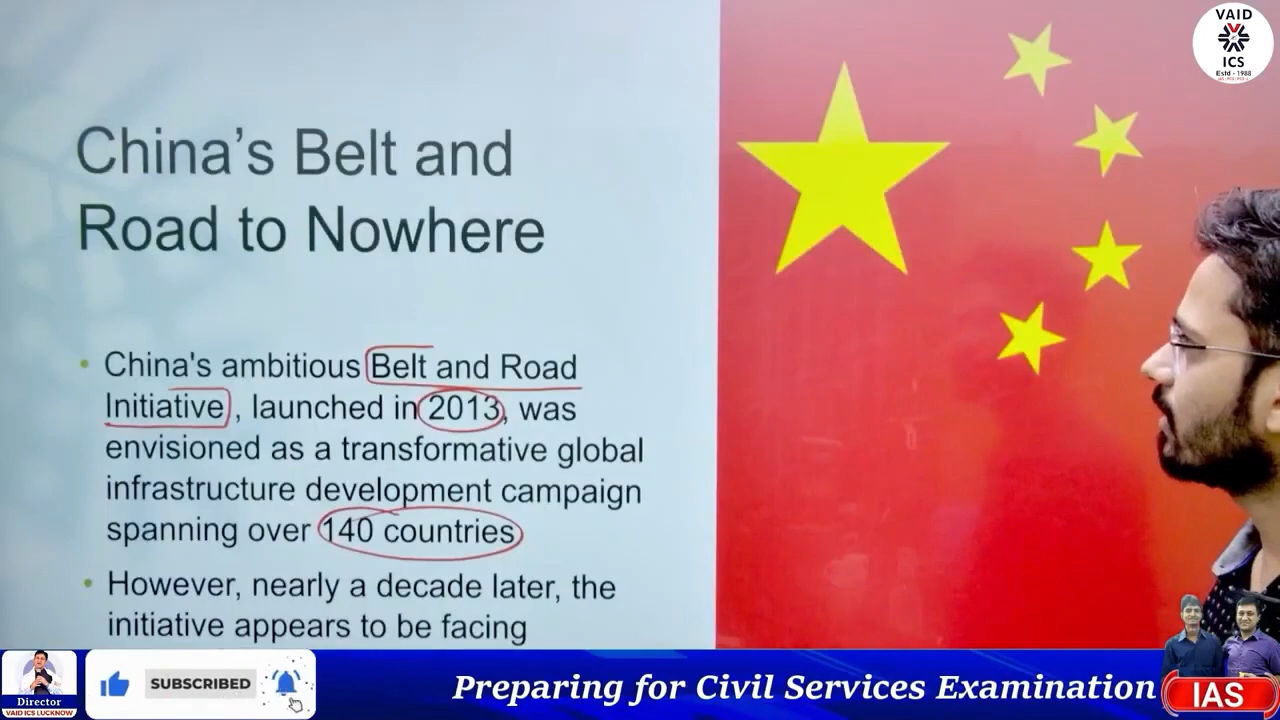 VAID
ICS
Estd - 1988
China's Belt and
Road to Nowhere
• China's ambitious Belt and Road
Initiative , launched in 2013, was
envisioned as a transformative global
infrastructure development campaign
spanning over 140 countries
• However, nearly a decade later, the
initiative appears to be facing
Director
VAID ICS LUCKNOW
SUBSCRIBED
Preparing for Civil Services Examination
IAS